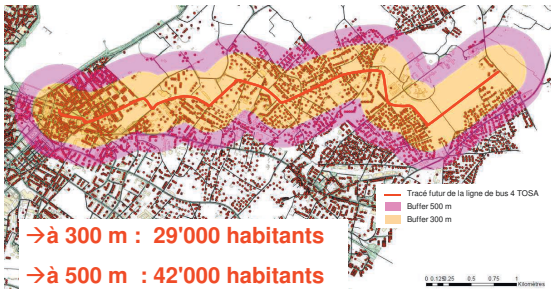 Tracé futur de la ligne de bus 4 TOSA
Buffer 500 m
Buffer 300 m
→à 300 m : 29'000 habitants
→à 500 m : 42'000 habitants
0 0.125 0.25 0.5 0.75 1
Kilomètres